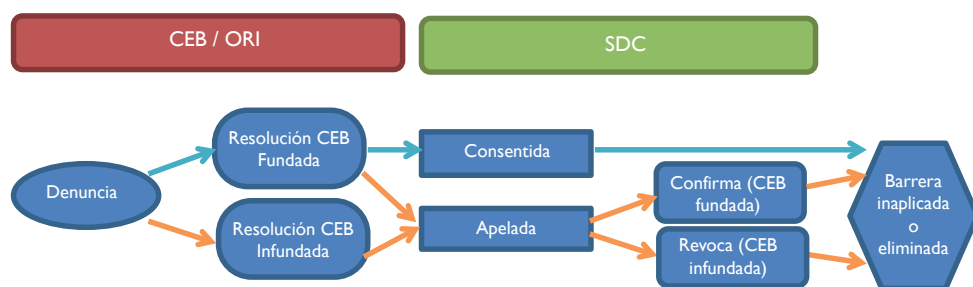 CEB / ORI
SDC
Denuncia
Resolución CEB
Fundada
Resolución CEB
Infundada
Consentida
Apelada
Confirma (CEB
fundada)
Revoca (CEB
infundada)
Barrera
inaplicada
o
eliminada